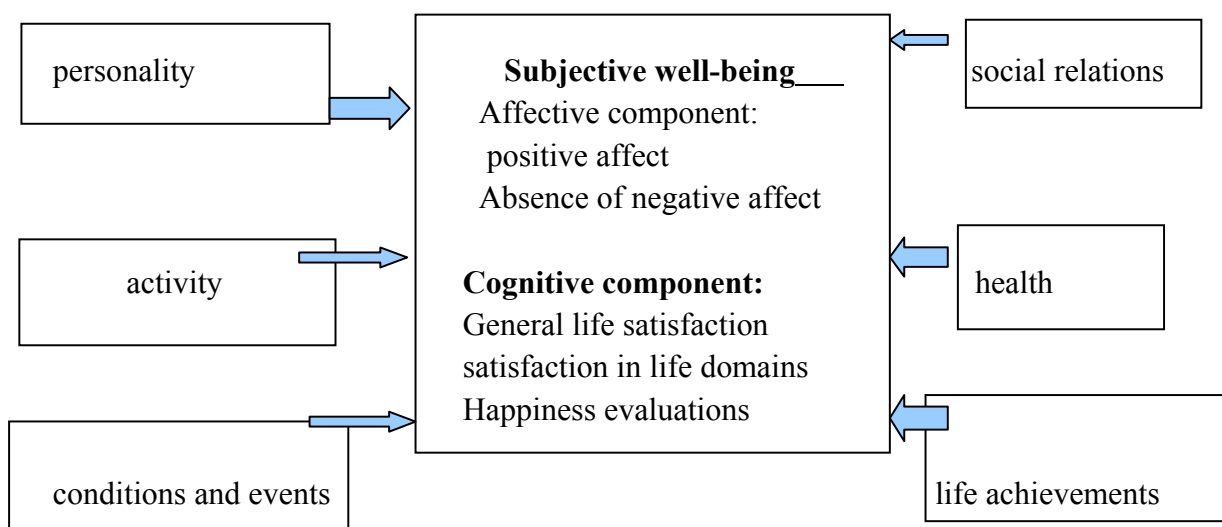 personality
activity
conditions and events
Subjective well-being___
Affective component:
positive affect
Absence of negative affect
Cognitive component:
General life satisfaction
satisfaction in life domains
Happiness evaluations
social relations
health
life achievements